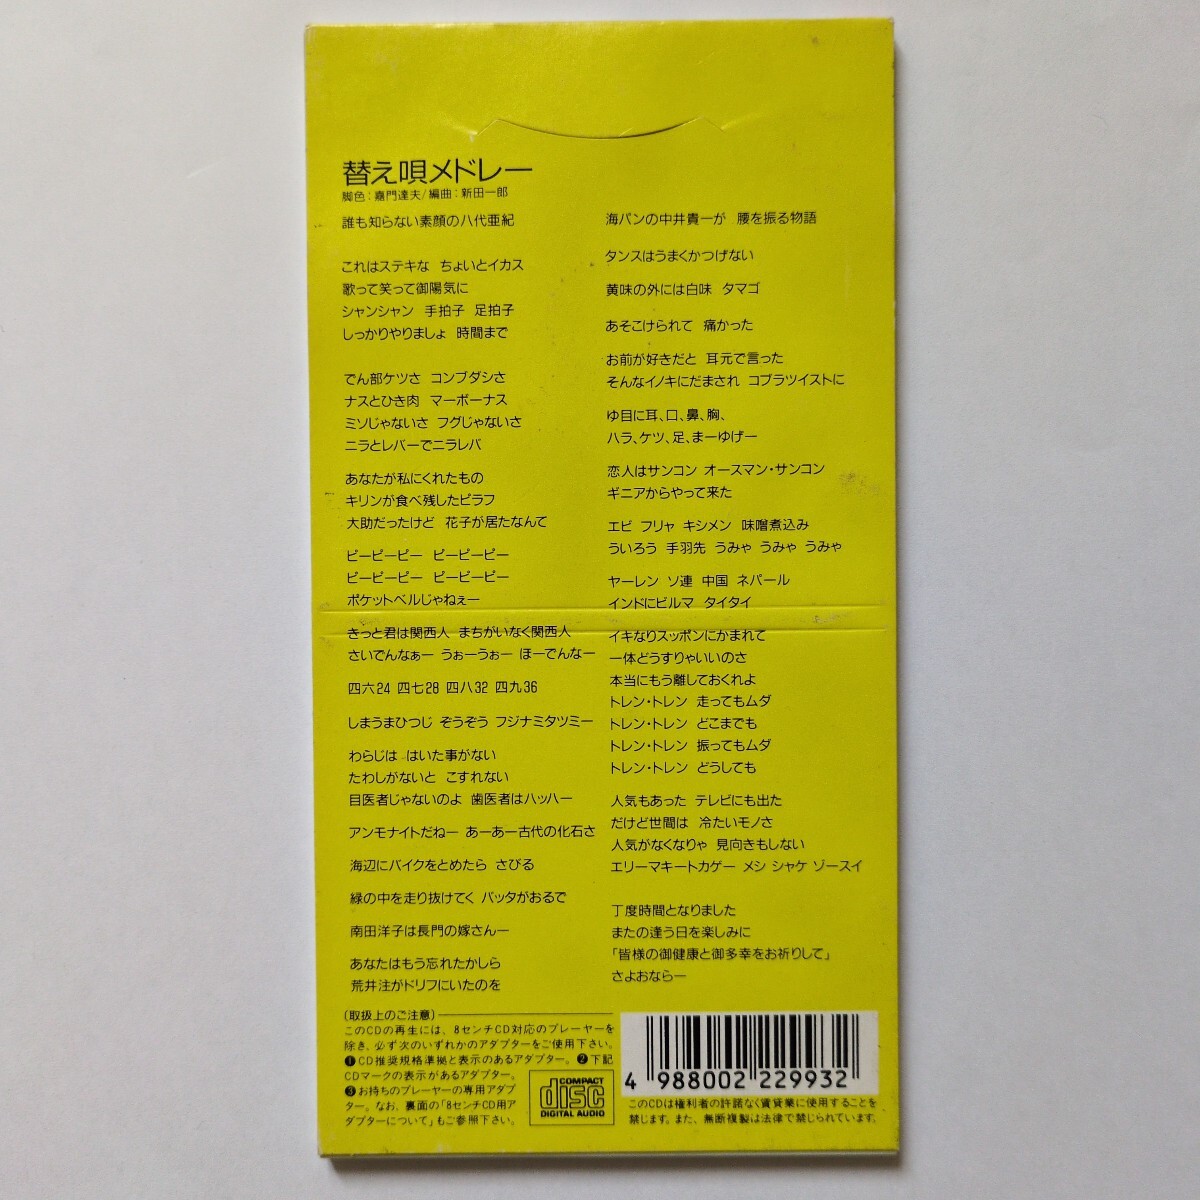 替え唄メドレー
脚色：嘉門達夫/編曲：新田一郎
誰も知らない素顔の八代亜紀
これはステキな ちょいとイカス
歌って笑って御陽気に
シャンシャン 手拍子 足拍子
しっかりやりましょ 時間まで
でん部ケツさ コンブダシさ
ナスとひき肉 マーボーナス
ミソじゃないさ フグじゃないさ
ニラとレバーでニラレバ
あなたが私にくれたもの
キリンが食べ残したピラフ
大助だったけど 花子が居たなんて
ピーピーピー ピーピーピー
ピーピーピー ピーピーピー
ポケットベルじゃねぇー
きっと君は関西人 まちがいなく関西人
さいでんなぁー うぉーうぉー ほーでんなー
四六24 四七28 四八32 四九36
しまうまひつじ ぞうぞう フジナミタツミー
わらじは はいた事がない
たわしがないと こすれない
目医者じゃないのよ 歯医者はハッハー
アンモナイトだねー あーあー古代の化石さ
海辺にバイクをとめたら さびる
緑の中を走り抜けてく バッタがおるで
南田洋子は長門の嫁さんー
あなたはもう忘れたかしら
荒井注がドリフにいたのを
海パンの中井貴一が 腰を振る物語
タンスはうまくかつげない
黄味の外には白味 タマゴ
あそこけられて 痛かった
お前が好きだと 耳元で言った
そんなイノキにだまされ コブラツイストに
ゆ目に耳、口、鼻、胸、
ハラ、ケツ、足、まーゆげー
恋人はサンコン オースマン・サンコン
ギニアからやって来た
エビ フリャ キシメン 味噌煮込み
ういろう 手羽先 うみゃ うみゃ うみゃ
ヤーレン ソ連 中国 ネパール
インドにビルマ タイタイ
イキなりスッポンにかまれて
一体どうすりゃいいのさ
本当にもう離しておくれよ
トレン・トレン 走ってもムダ
トレン・トレン どこまでも
トレン・トレン 振ってもムダ
トレン・トレン どうしても
人気もあった テレビにも出た
だけど世間は 冷たいモノさ
人気がなくなりゃ 見向きもしない
エリーマキートカゲー メシ シャケ ゾースイ
丁度時間となりました
またの逢う日を楽しみに
「皆様の御健康と御多幸をお祈りして」
さよおならー
〔取扱上のご注意〕
このCDの再生には、8センチCD対応のプレーヤーを
除き、必ず次のいずれかのアダプターをご使用下さい。
❶CD推奨規格準拠と表示のあるアダプター。❷下記
CDマークの表示があるアダプター。
❸お持ちのプレーヤーの専用アダプ
ター。なお、裏面の「8センチCD用ア
ダプターについて」もご参照下さい。
COMPACT
disc
DIGITAL AUDIO
4 988002 229932
このCDは権利者の許諾なく賃貸業に使用することを
禁じます。また、無断複製は法律で禁じられています。